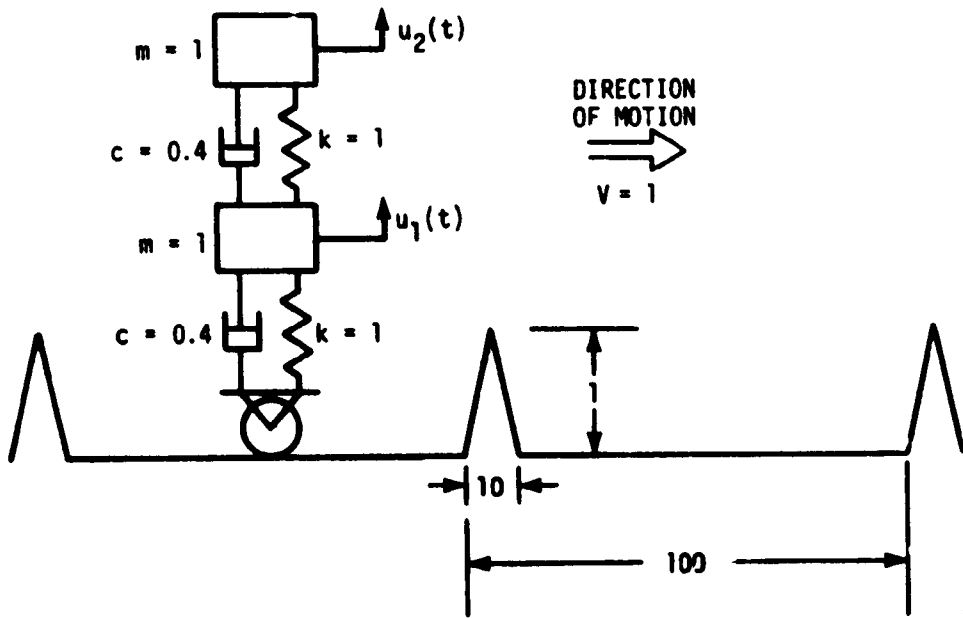 m = 1
u2(t)
DIRECTION
OF MOTION
c = 0.4
k = 1
V = 1
u1(t)
m = 1
c = 0.4
k = 1
1
10
100